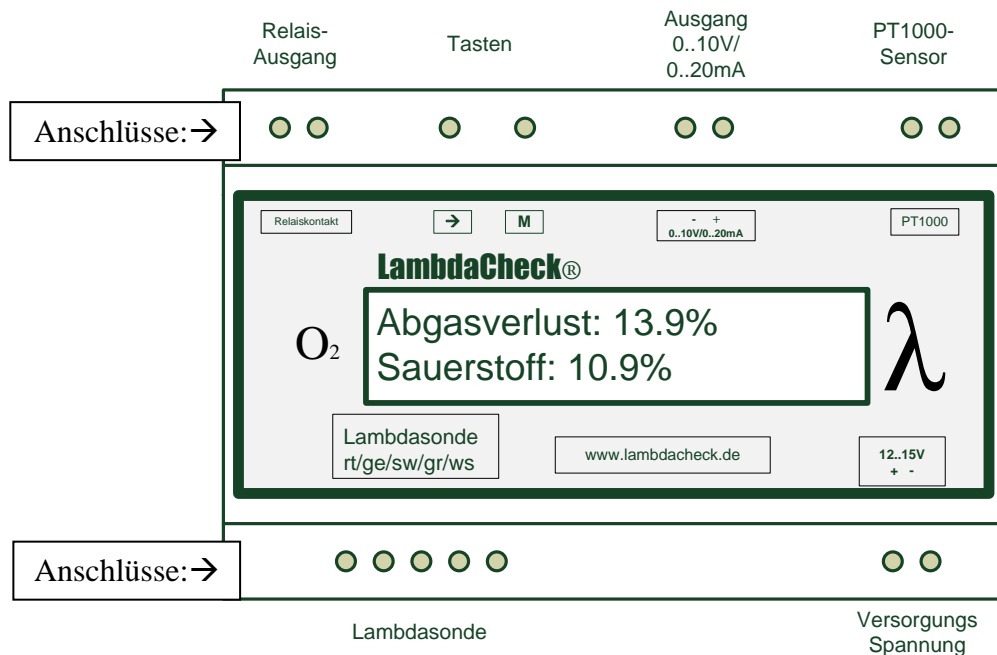 Relais-
Ausgang
Tasten
Ausgang
0..10V/
0..20mA
PT1000-
Sensor
Anschlüsse:→
Relaiskontakt
→
M
- +
0..10V/0..20mA
PT1000
LambdaCheck®
O₂
Abgasverlust: 13.9%
Sauerstoff: 10.9%
λ
Lambdasonde
rt/ge/sw/gr/ws
www.lambdacheck.de
12..15V
+ -
Anschlüsse:→
Lambdasonde
Versorgungs
Spannung